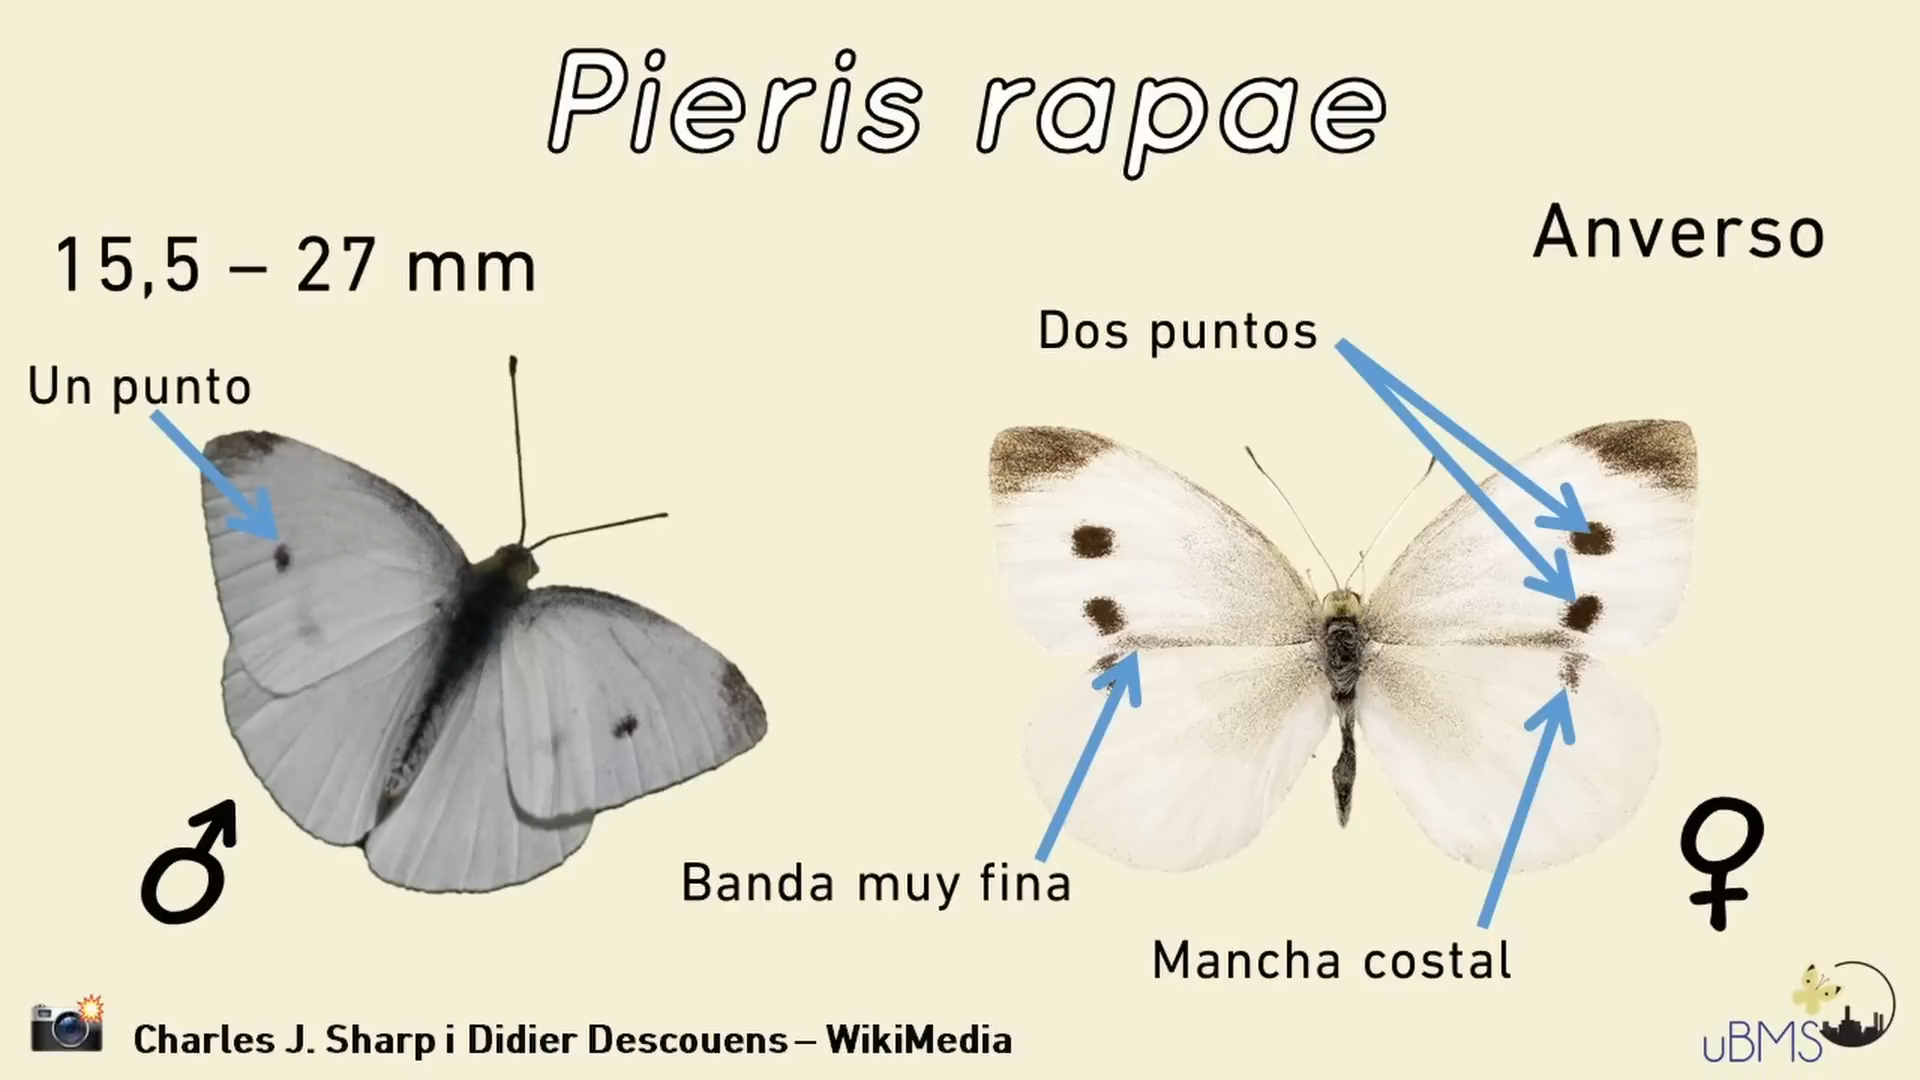 Pieris rapae
Anverso
15,5 – 27 mm
Dos puntos
Un punto
Banda muy fina
Mancha costal
Charles J. Sharp i Didier Descouens – WikiMedia
uBMS